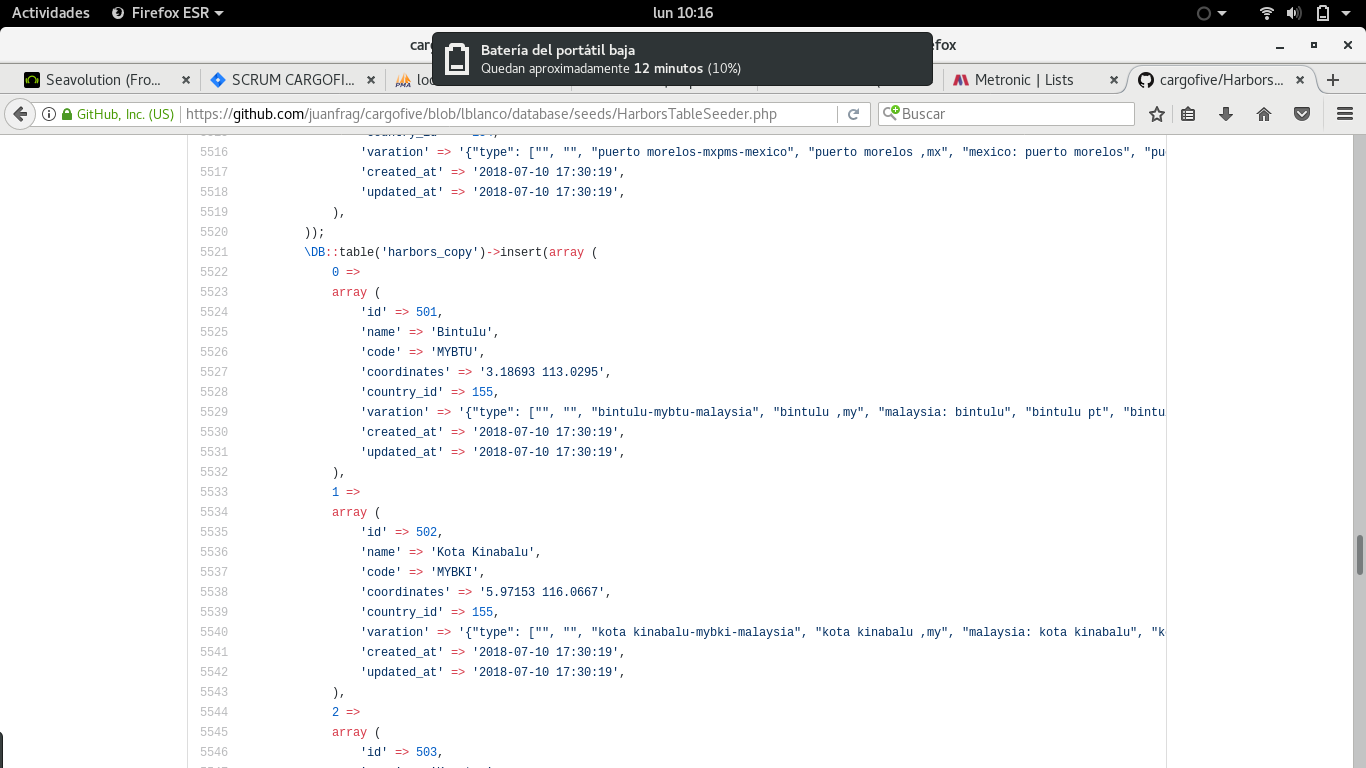 Actividades Firefox ESR lun 10:16
Batería del portátil baja
Quedan aproximadamente 12 minutos (10%)
Seavolution (Fro... SCRUM CARGOFI... Metronic | Lists cargofive/Harbors...
GitHub, Inc. (US) https://github.com/juanfrag/cargofive/blob/lblanco/database/seeds/HarborsTableSeeder.php Buscar
5516 'varation' => '{"type": ["", "", "puerto morelos-mxpms-mexico", "puerto morelos ,mx", "mexico: puerto morelos", "pu
5517 'created_at' => '2018-07-10 17:30:19',
5518 'updated_at' => '2018-07-10 17:30:19',
5519 ),
5520 ));
5521 \DB::table('harbors_copy')->insert(array (
5522 0 =>
5523 array (
5524 'id' => 501,
5525 'name' => 'Bintulu',
5526 'code' => 'MYBTU',
5527 'coordinates' => '3.18693 113.0295',
5528 'country_id' => 155,
5529 'varation' => '{"type": ["", "", "bintulu-mybtu-malaysia", "bintulu ,my", "malaysia: bintulu", "bintulu pt", "bintu
5530 'created_at' => '2018-07-10 17:30:19',
5531 'updated_at' => '2018-07-10 17:30:19',
5532 ),
5533 1 =>
5534 array (
5535 'id' => 502,
5536 'name' => 'Kota Kinabalu',
5537 'code' => 'MYBKI',
5538 'coordinates' => '5.97153 116.0667',
5539 'country_id' => 155,
5540 'varation' => '{"type": ["", "", "kota kinabalu-mybki-malaysia", "kota kinabalu ,my", "malaysia: kota kinabalu", "k
5541 'created_at' => '2018-07-10 17:30:19',
5542 'updated_at' => '2018-07-10 17:30:19',
5543 ),
5544 2 =>
5545 array (
5546 'id' => 503,